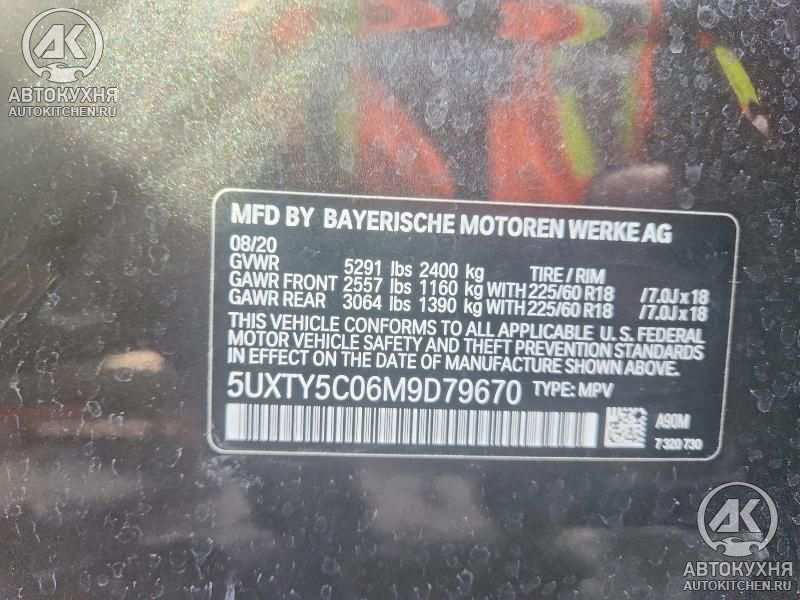 AK
АВТОКУХНЯ
AUTOKITCHEN.RU
MFD BY BAYERISCHE MOTOREN WERKE AG
08/20
GVWR 5291 lbs 2400 kg TIRE / RIM
GAWR FRONT 2557 lbs 1160 kg WITH 225/60 R18 / 7.0J x 18
GAWR REAR 3064 lbs 1390 kg WITH 225/60 R18 / 7.0J x 18
THIS VEHICLE CONFORMS TO ALL APPLICABLE U. S. FEDERAL
MOTOR VEHICLE SAFETY AND THEFT PREVENTION STANDARDS
IN EFFECT ON THE DATE OF MANUFACTURE SHOWN ABOVE.
5UXTY5C06M9D79670 TYPE: MPV
A90M
7 320 730
AK
АВТОКУХНЯ
AUTOKITCHEN.RU